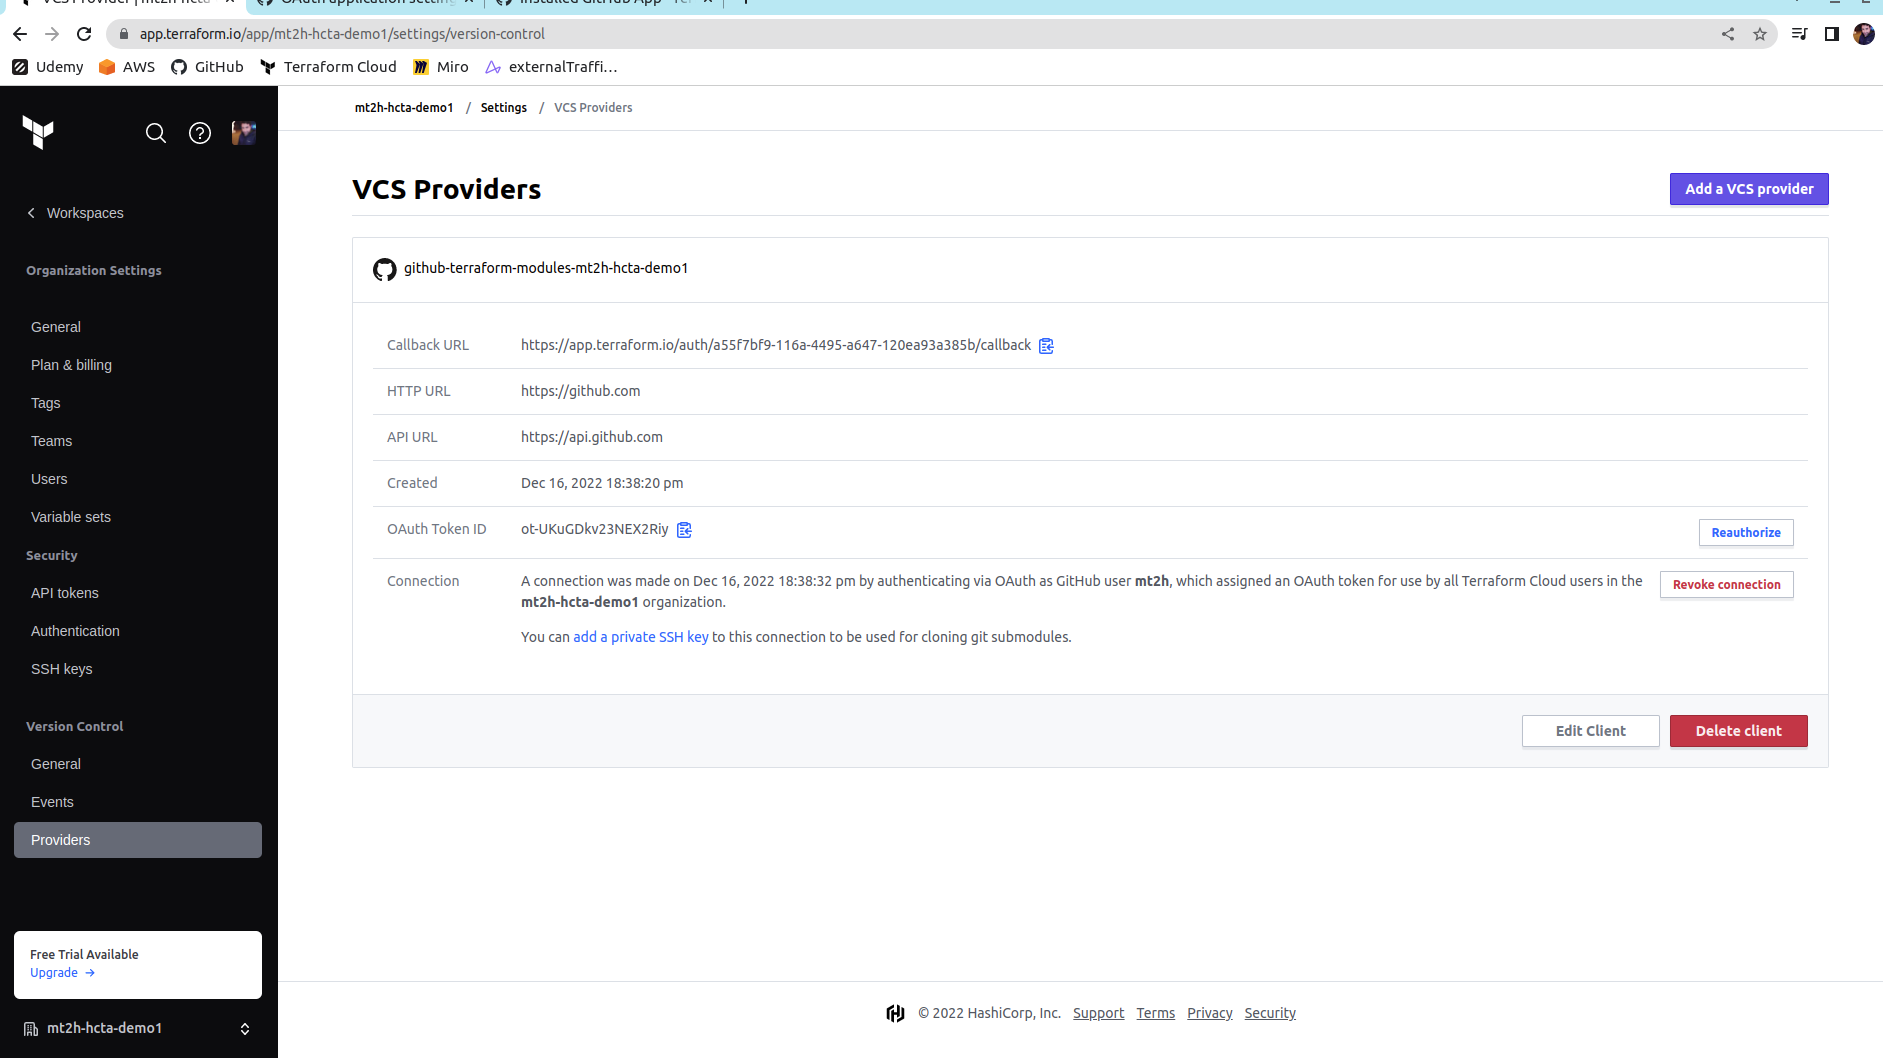 app.terraform.io/app/mt2h-hcta-demo1/settings/version-control
Udemy AWS GitHub Terraform Cloud Miro externalTraffi...
mt2h-hcta-demo1 / Settings / VCS Providers
Workspaces
Organization Settings
General
Plan & billing
Tags
Teams
Users
Variable sets
Security
API tokens
Authentication
SSH keys
Version Control
General
Events
Providers
Free Trial Available
Upgrade →
mt2h-hcta-demo1
VCS Providers
Add a VCS provider
github-terraform-modules-mt2h-hcta-demo1
Callback URL https://app.terraform.io/auth/a55f7bf9-116a-4495-a647-120ea93a385b/callback
HTTP URL https://github.com
API URL https://api.github.com
Created Dec 16, 2022 18:38:20 pm
OAuth Token ID ot-UKuGDkv23NEX2Riy Reauthorize
Connection A connection was made on Dec 16, 2022 18:38:32 pm by authenticating via OAuth as GitHub user mt2h, which assigned an OAuth token for use by all Terraform Cloud users in the Revoke connection
mt2h-hcta-demo1 organization.
You can add a private SSH key to this connection to be used for cloning git submodules.
Edit Client Delete client
© 2022 HashiCorp, Inc. Support Terms Privacy Security